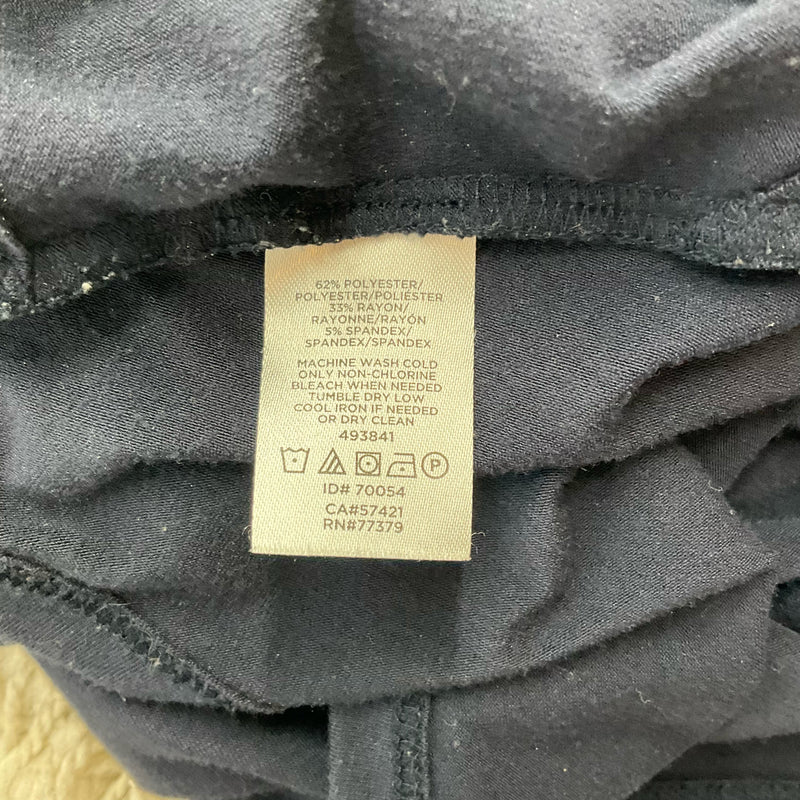 62% POLYESTER/
POLYESTER/POLIÉSTER
33% RAYON/
RAYONNE/RAYÓN
5% SPANDEX/
SPANDEX/SPANDEX
MACHINE WASH COLD
ONLY NON-CHLORINE
BLEACH WHEN NEEDED
TUMBLE DRY LOW
COOL IRON IF NEEDED
OR DRY CLEAN
493841
P
ID# 70054
CA#57421
RN#77379